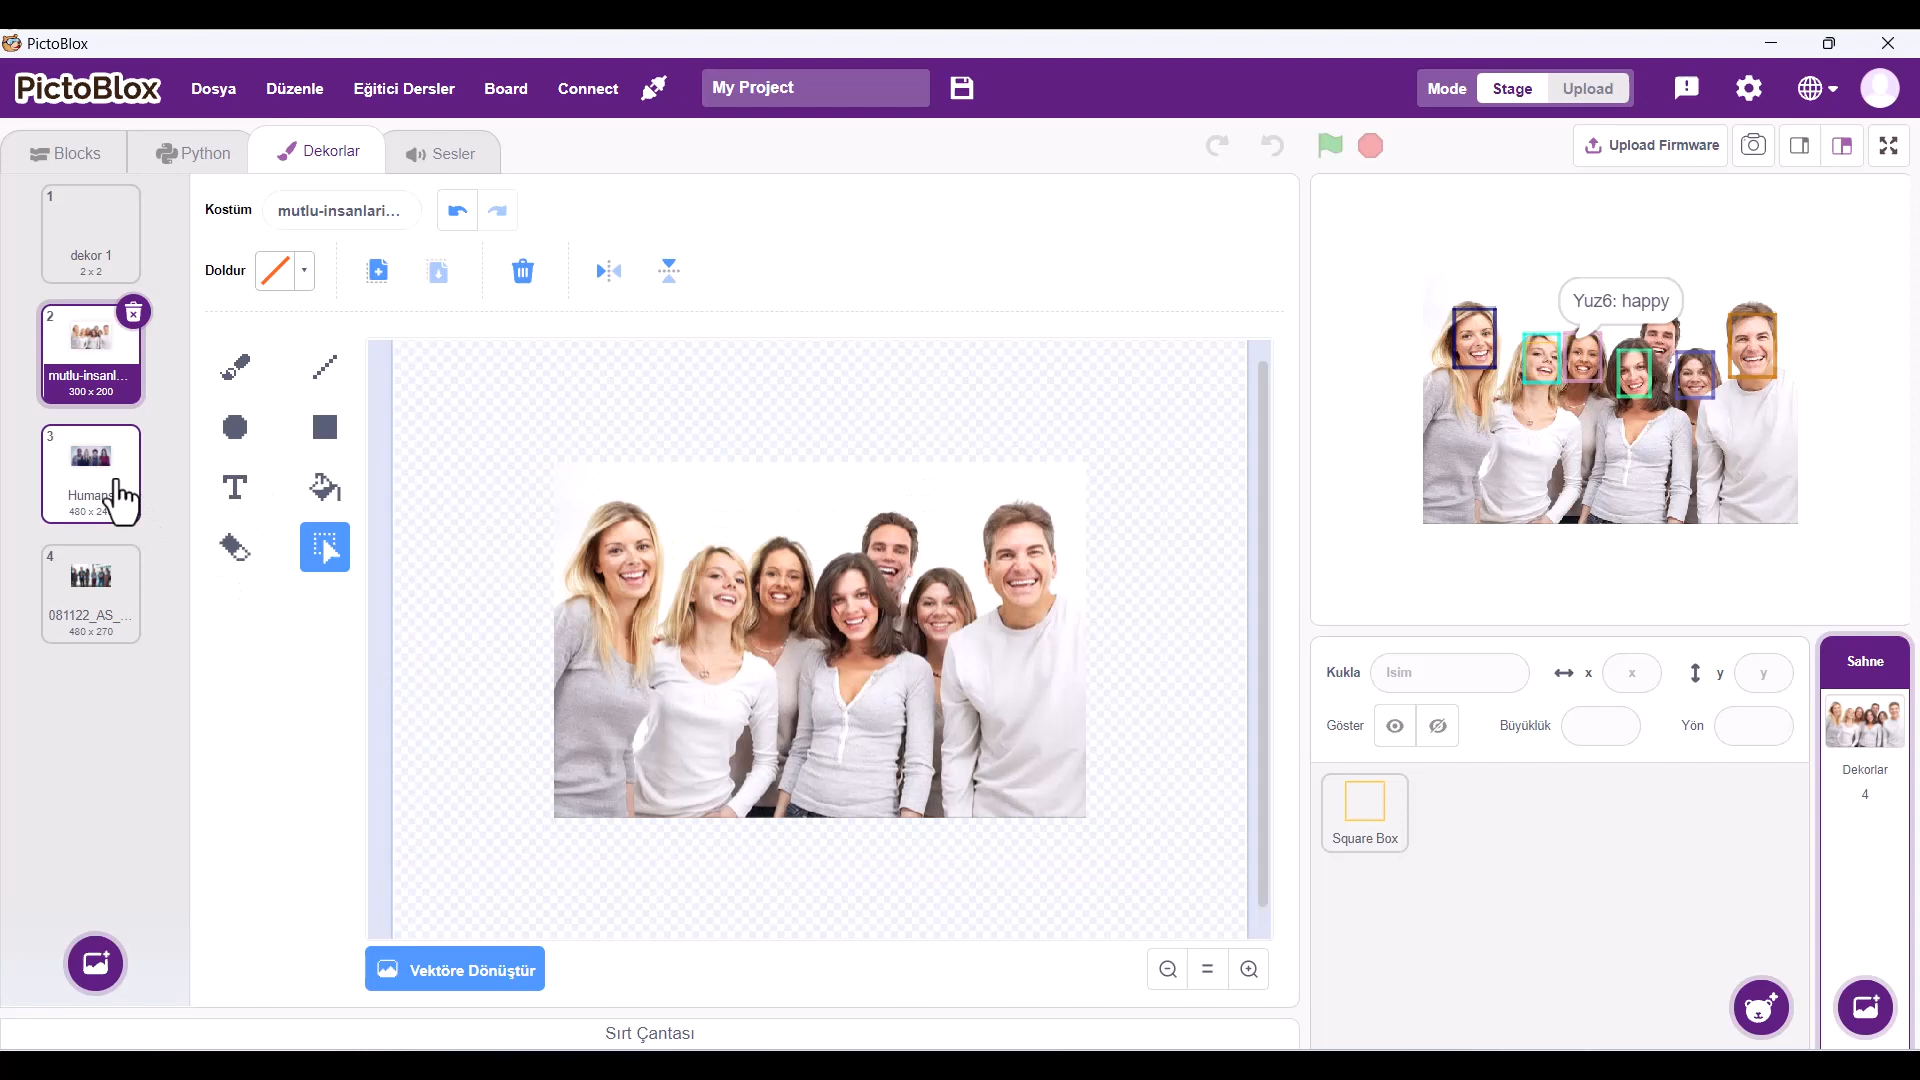 PictoBlox
PictoBlox Dosya Düzenle Eğitici Dersler Board Connect My Project Mode Stage Upload
Blocks Python Dekorlar Sesler Upload Firmware
1
dekor 1
2 x 2
2
mutlu-insanl...
300 x 200
3
Humans
480 x 24
4
081122_AS_...
480 x 270
Kostüm mutlu-insanlari...
Doldur
T
Vektöre Dönüştür
Sırt Çantası
Yuz6: happy
Kukla Isim x x y y
Göster Büyüklük Yön
Square Box
Sahne
Dekorlar
4